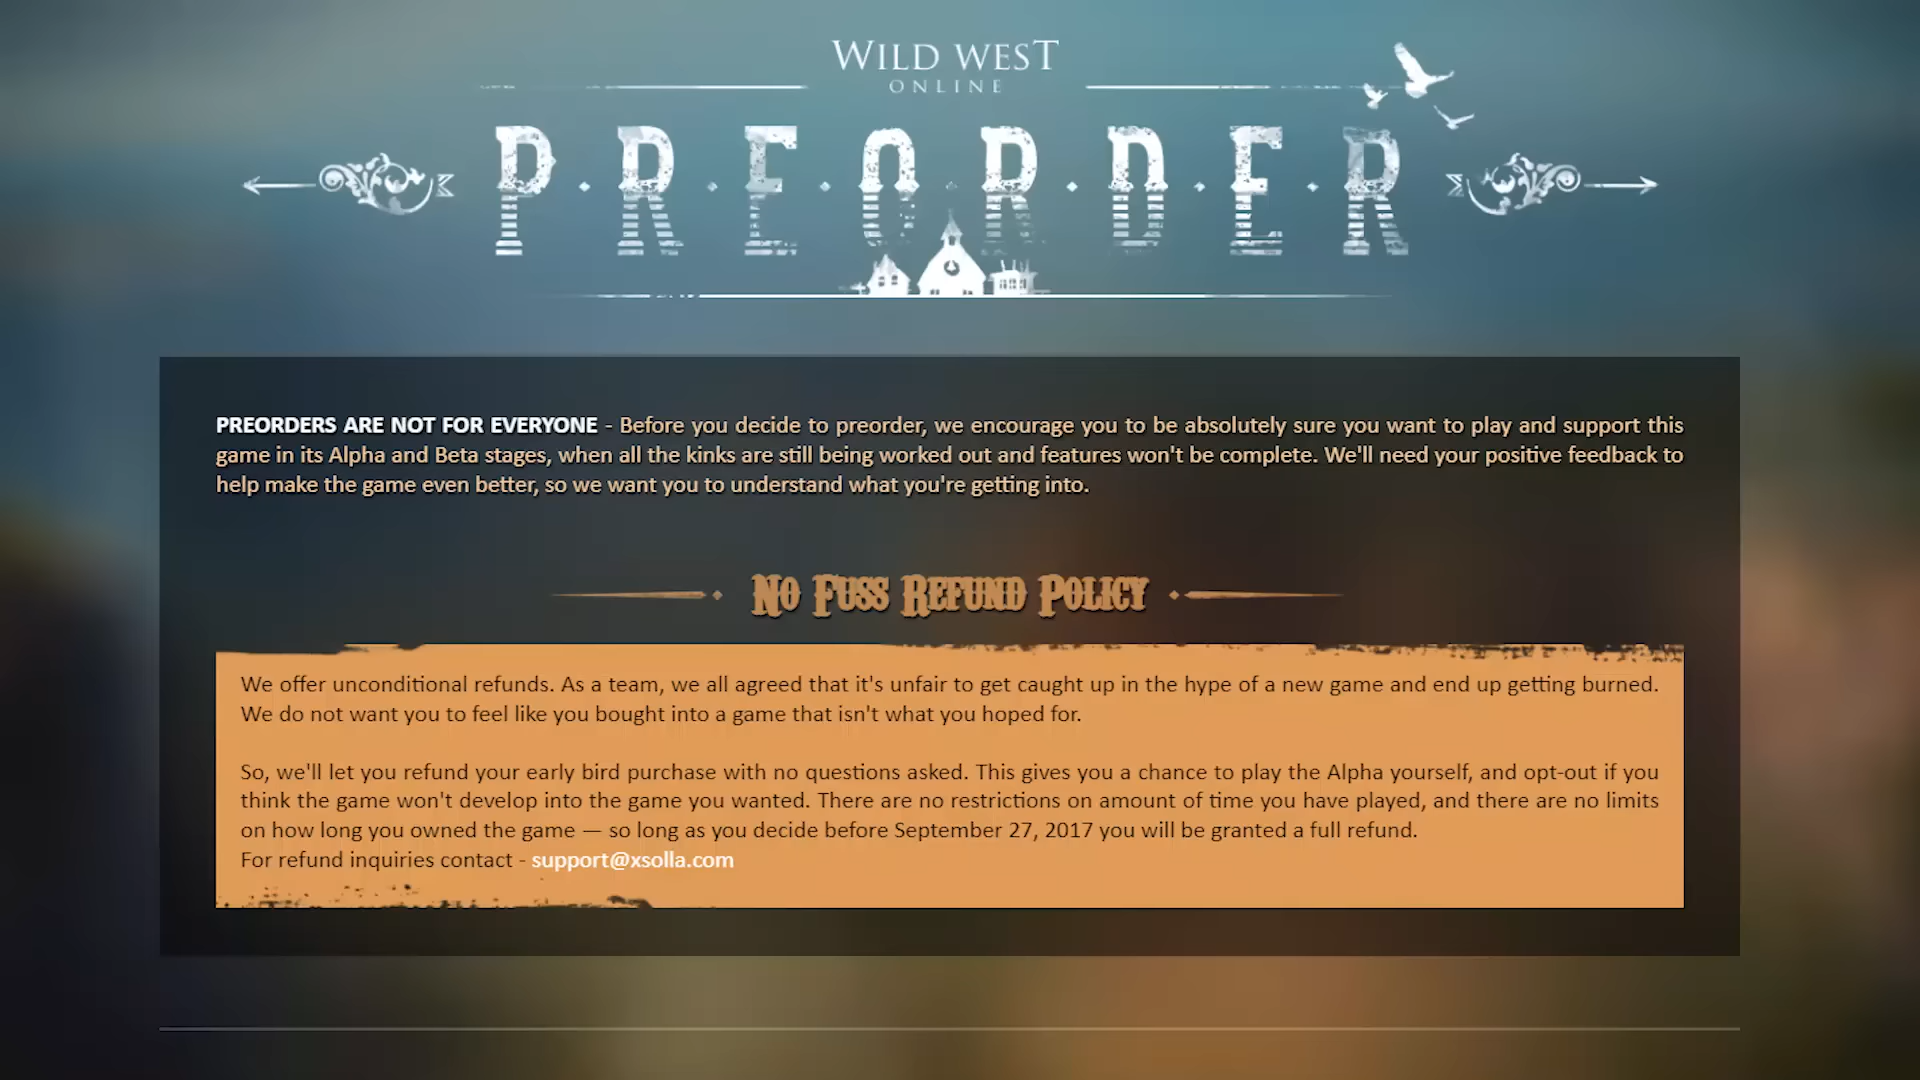 WILD WEST
ONLINE
PREORDER
PREORDERS ARE NOT FOR EVERYONE - Before you decide to preorder, we encourage you to be absolutely sure you want to play and support this
game in its Alpha and Beta stages, when all the kinks are still being worked out and features won't be complete. We'll need your positive feedback to
help make the game even better, so we want you to understand what you're getting into.
No Fuss Refund Policy
We offer unconditional refunds. As a team, we all agreed that it's unfair to get caught up in the hype of a new game and end up getting burned.
We do not want you to feel like you bought into a game that isn't what you hoped for.
So, we'll let you refund your early bird purchase with no questions asked. This gives you a chance to play the Alpha yourself, and opt-out if you
think the game won't develop into the game you wanted. There are no restrictions on amount of time you have played, and there are no limits
on how long you owned the game — so long as you decide before September 27, 2017 you will be granted a full refund.
For refund inquiries contact - support@xsolla.com